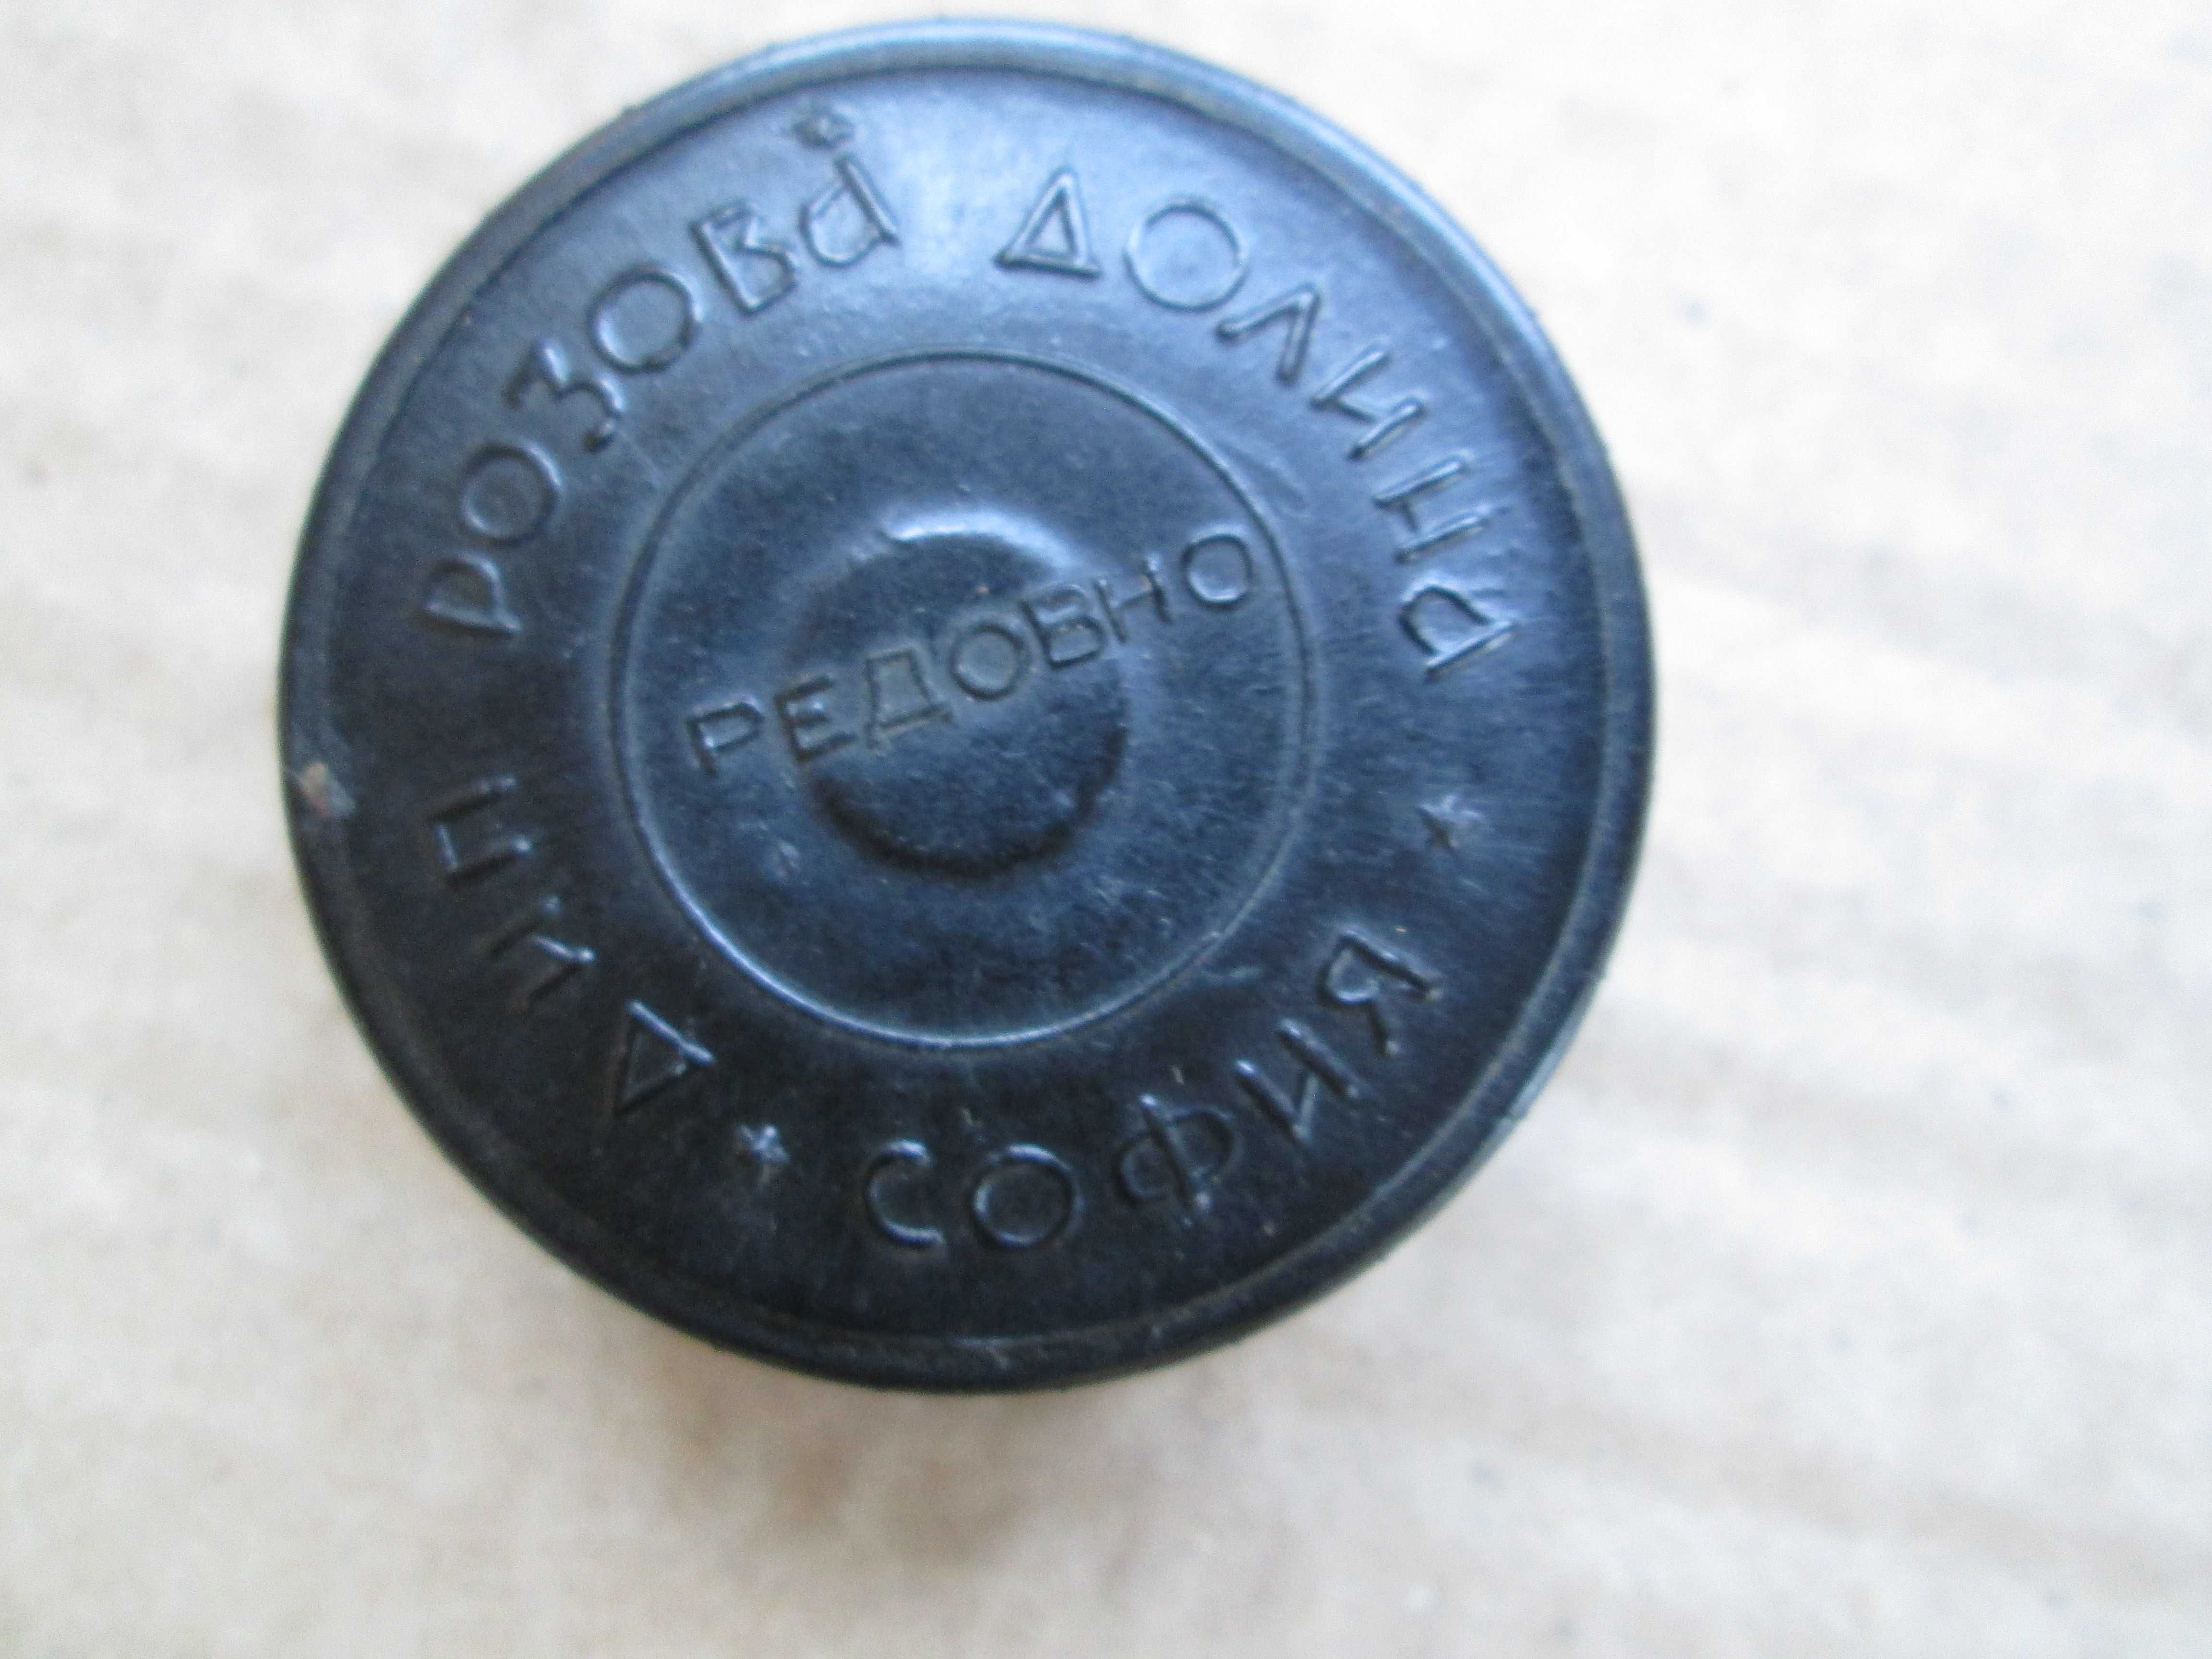 ДИП РОЗОВА ДОЛИНА
★ СОФИЯ ★
РЕДОВНО